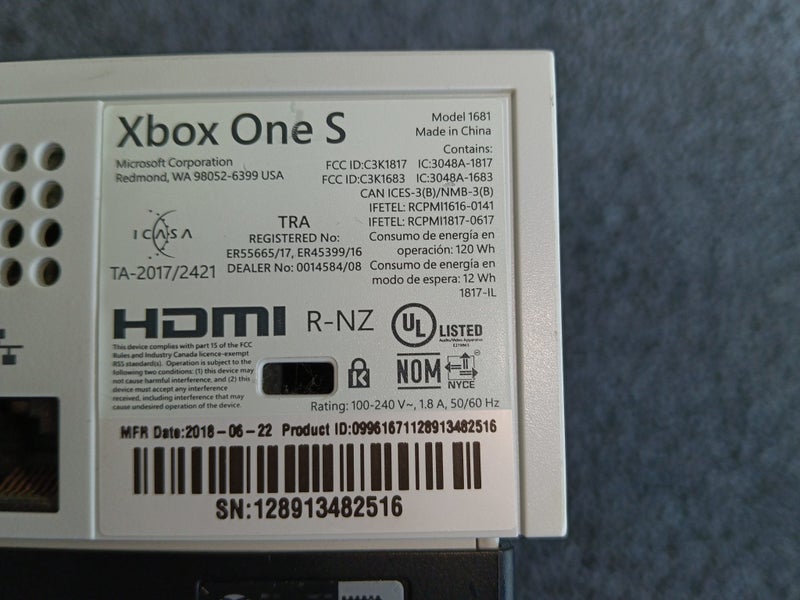 Xbox One S
Model 1681
Made in China
Microsoft Corporation
Redmond, WA 98052-6399 USA
Contains:
FCC ID:C3K1817 IC:3048A-1817
FCC ID:C3K1683 IC:3048A-1683
CAN ICES-3(B)/NMB-3(B)
IFETEL: RCPMI1616-0141
IFETEL: RCPMI1817-0617
Consumo de energía en
operación: 120 Wh
Consumo de energía en
modo de espera: 12 Wh
1817-IL
ICASA
TA-2017/2421
TRA
REGISTERED No:
ER55665/17, ER45399/16
DEALER No: 0014584/08
HDMI R-NZ UL LISTED
This device complies with part 15 of the FCC
Rules and Industry Canada licence-exempt
RSS standard(s). Operation is subject to the
following two conditions: (1) this device may
not cause harmful interference, and (2) this
device must accept any interference
received, including interference that may
cause undesired operation of the device.
NOM NYCE
Rating: 100-240 V~, 1.8 A, 50/60 Hz
MFR Date:2018-06-22 Product ID:09961671128913482516
SN:128913482516